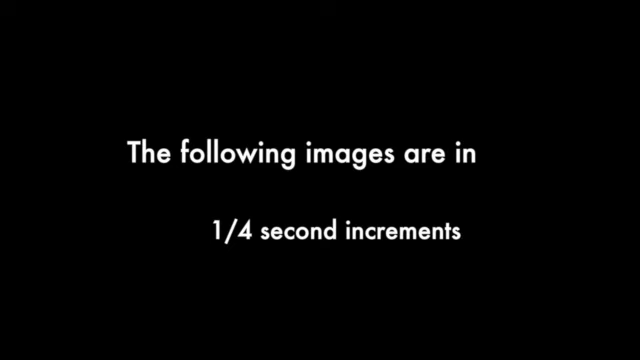 The following images are in
1/4 second increments